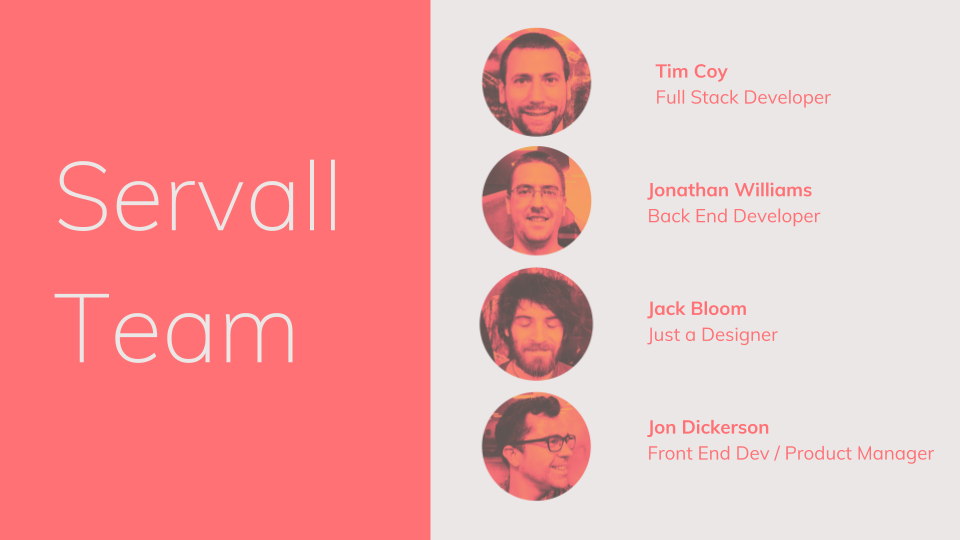 Servall
Team
Tim Coy
Full Stack Developer
Jonathan Williams
Back End Developer
Jack Bloom
Just a Designer
Jon Dickerson
Front End Dev / Product Manager